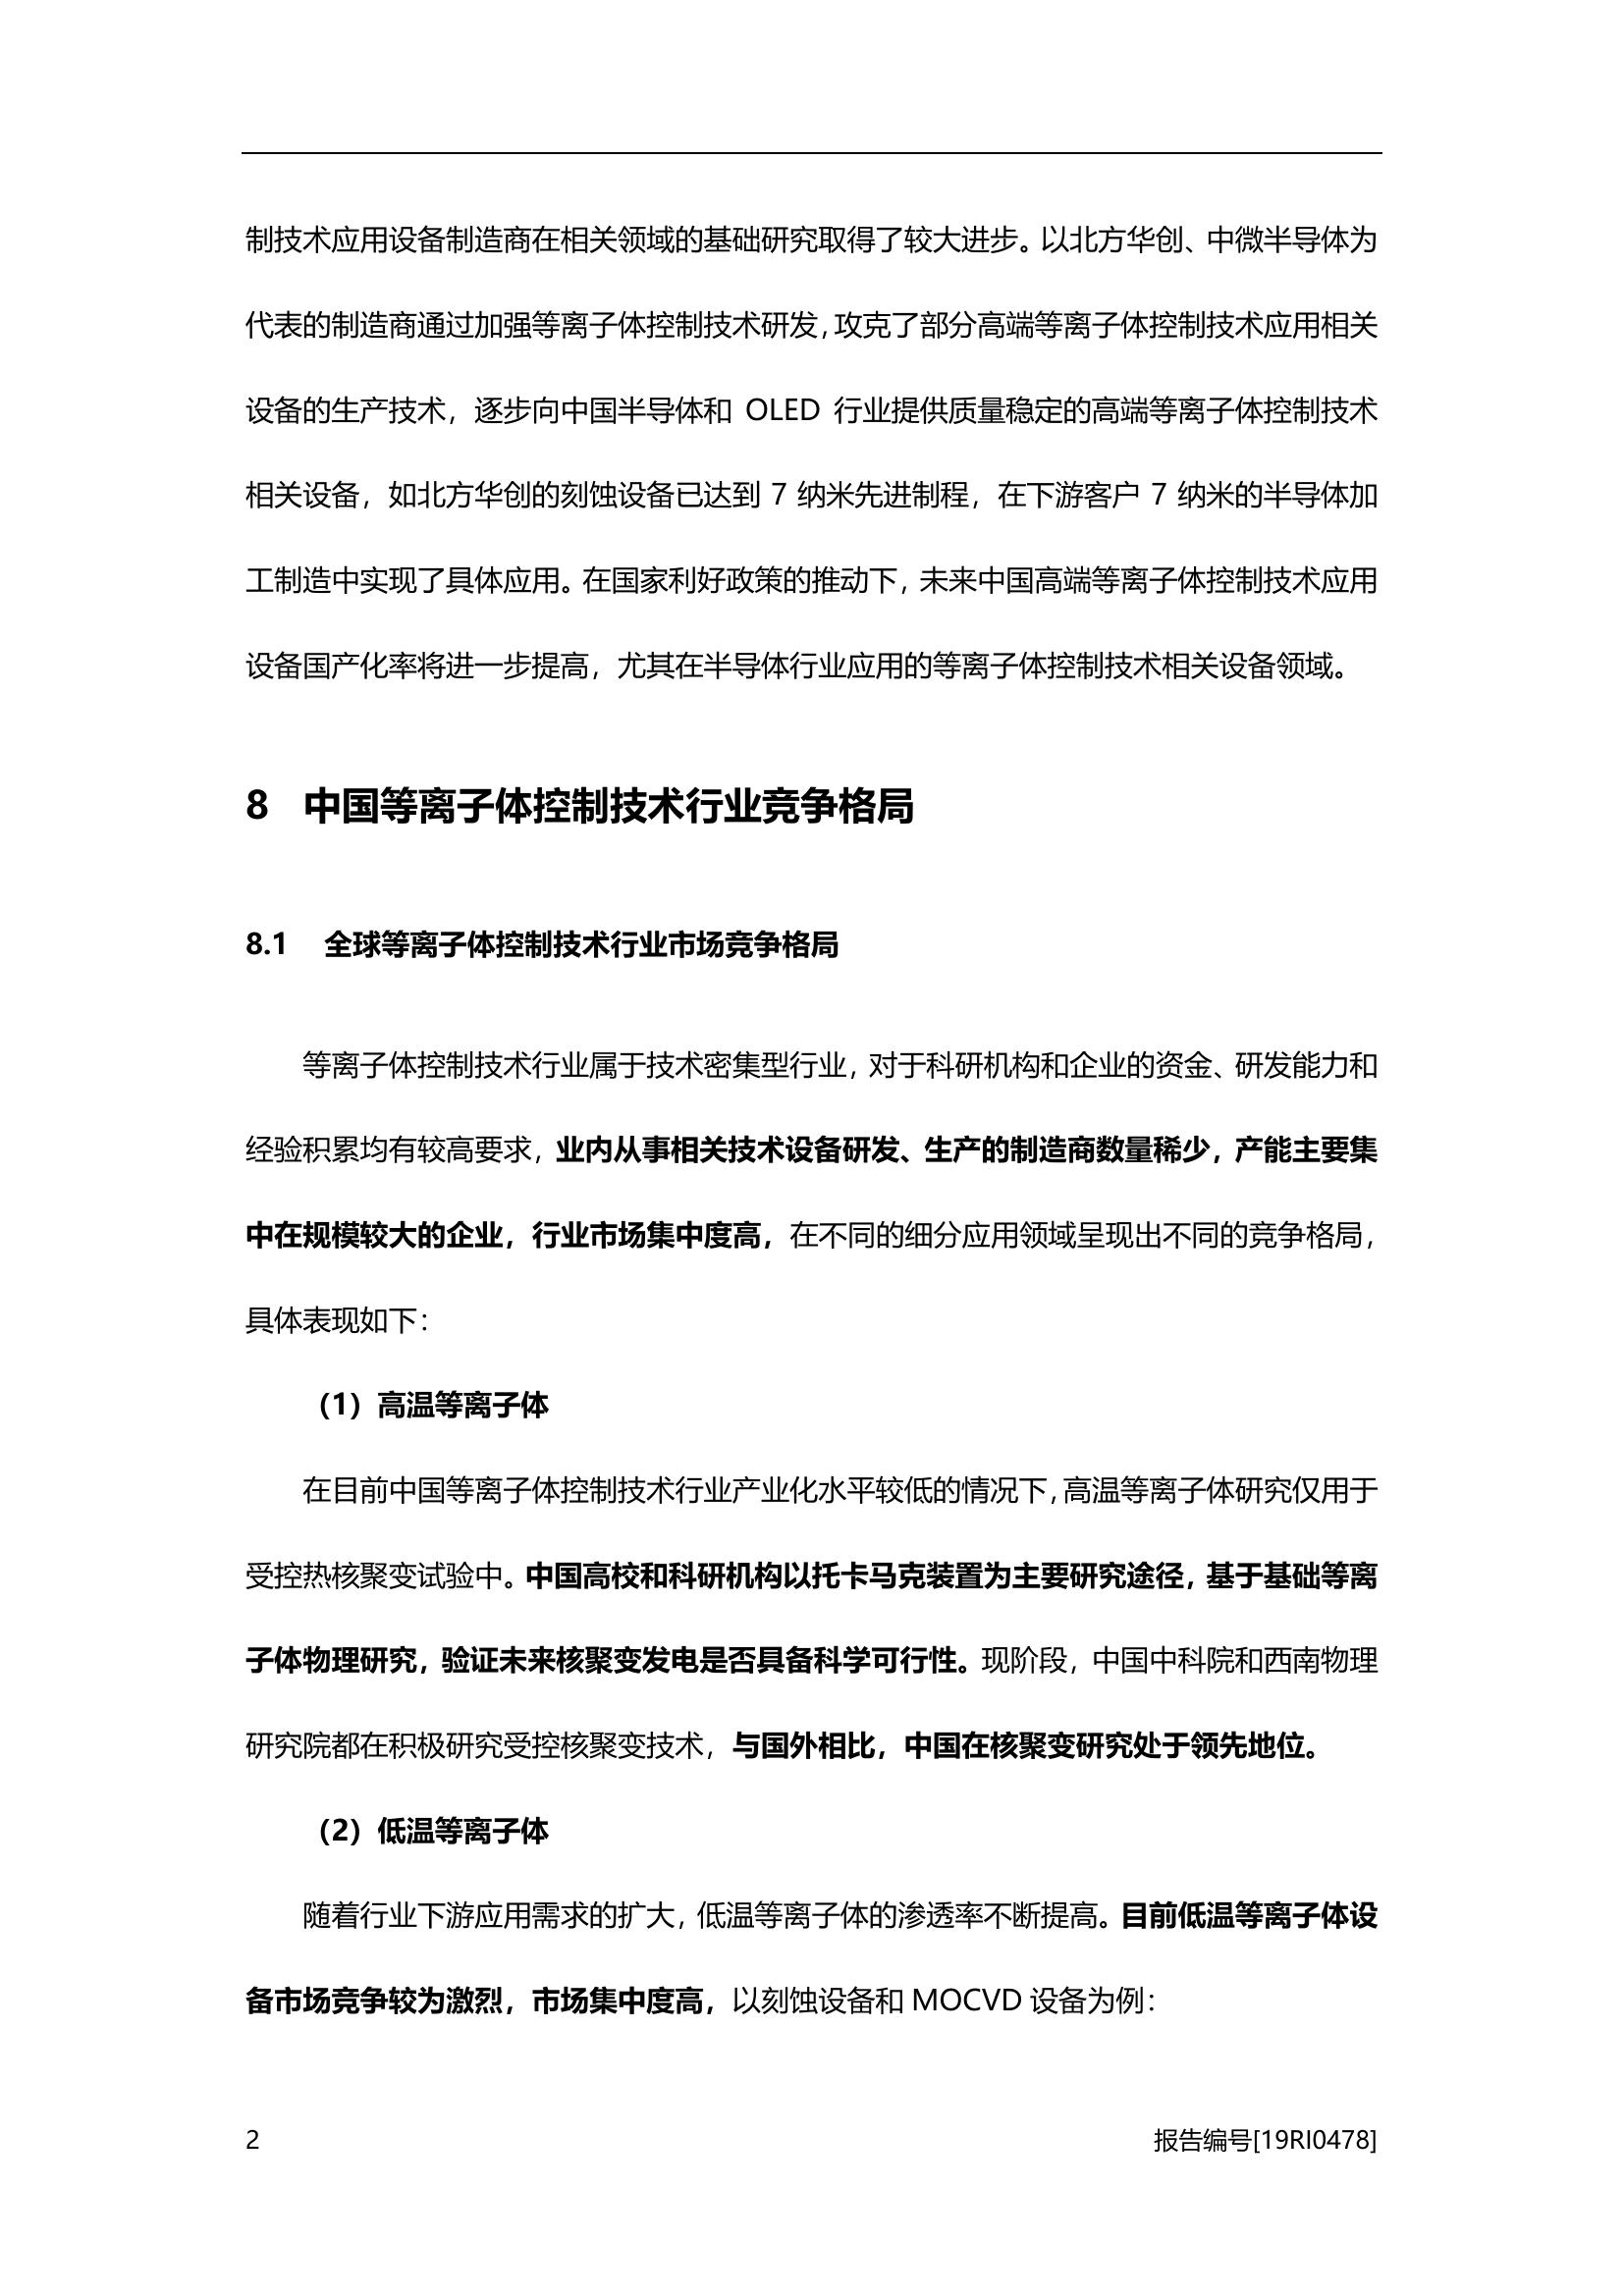 制技术应用设备制造商在相关领域的基础研究取得了较大进步。以北方华创、中微半导体为
代表的制造商通过加强等离子体控制技术研发，攻克了部分高端等离子体控制技术应用相关
设备的生产技术，逐步向中国半导体和 OLED 行业提供质量稳定的高端等离子体控制技术
相关设备，如北方华创的刻蚀设备已达到 7 纳米先进制程，在下游客户 7 纳米的半导体加
工制造中实现了具体应用。在国家利好政策的推动下，未来中国高端等离子体控制技术应用
设备国产化率将进一步提高，尤其在半导体行业应用的等离子体控制技术相关设备领域。
8 中国等离子体控制技术行业竞争格局
8.1 全球等离子体控制技术行业市场竞争格局
等离子体控制技术行业属于技术密集型行业，对于科研机构和企业的资金、研发能力和
经验积累均有较高要求，业内从事相关技术设备研发、生产的制造商数量稀少，产能主要集
中在规模较大的企业，行业市场集中度高，在不同的细分应用领域呈现出不同的竞争格局，
具体表现如下：
（1）高温等离子体
在目前中国等离子体控制技术行业产业化水平较低的情况下，高温等离子体研究仅用于
受控热核聚变试验中。中国高校和科研机构以托卡马克装置为主要研究途径，基于基础等离
子体物理研究，验证未来核聚变发电是否具备科学可行性。现阶段，中国中科院和西南物理
研究院都在积极研究受控核聚变技术，与国外相比，中国在核聚变研究处于领先地位。
（2）低温等离子体
随着行业下游应用需求的扩大，低温等离子体的渗透率不断提高。目前低温等离子体设
备市场竞争较为激烈，市场集中度高，以刻蚀设备和 MOCVD 设备为例：
2 报告编号[19RI0478]